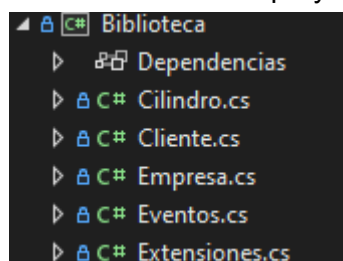 C# Biblioteca
Dependencias
C# Cilindro.cs
C# Cliente.cs
C# Empresa.cs
C# Eventos.cs
C# Extensiones.cs